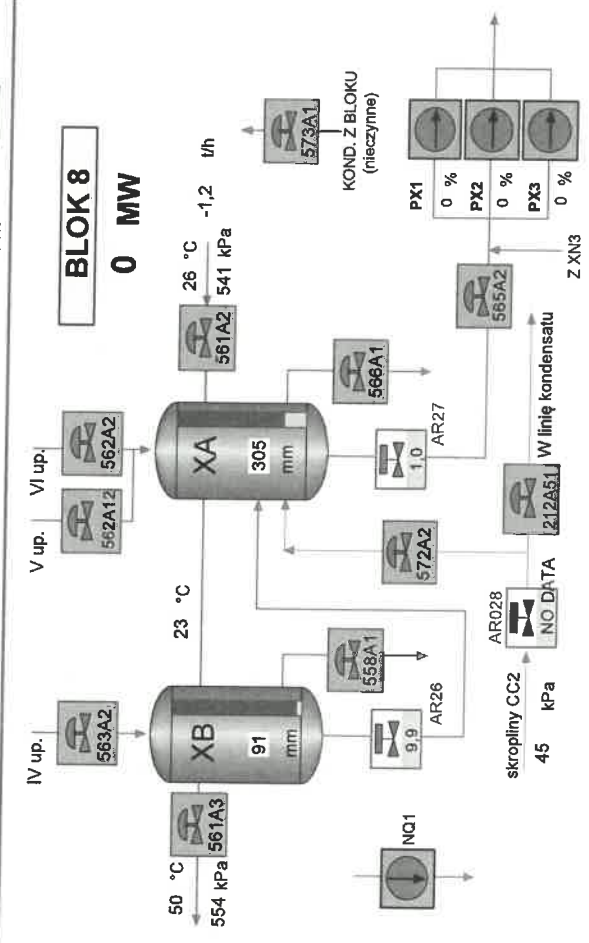 BLOK 8
0 MW
IV up.
563A2
V up.
562A12
VI up.
562A2
26 °C
-1,2 t/h
541 kPa
561A2
573A1
KOND. Z BLOKU
(nieczynne)
50 °C
554 kPa
561A3
XB
91
mm
23 °C
XA
305
mm
558A1
566A1
9,9
AR26
1,0
AR27
572A2
565A2
Z XN3
PX1
0 %
PX2
0 %
PX3
0 %
NQ1
skropliny CC2
45 kPa
AR028
NO DATA
212A51
W linię kondensatu